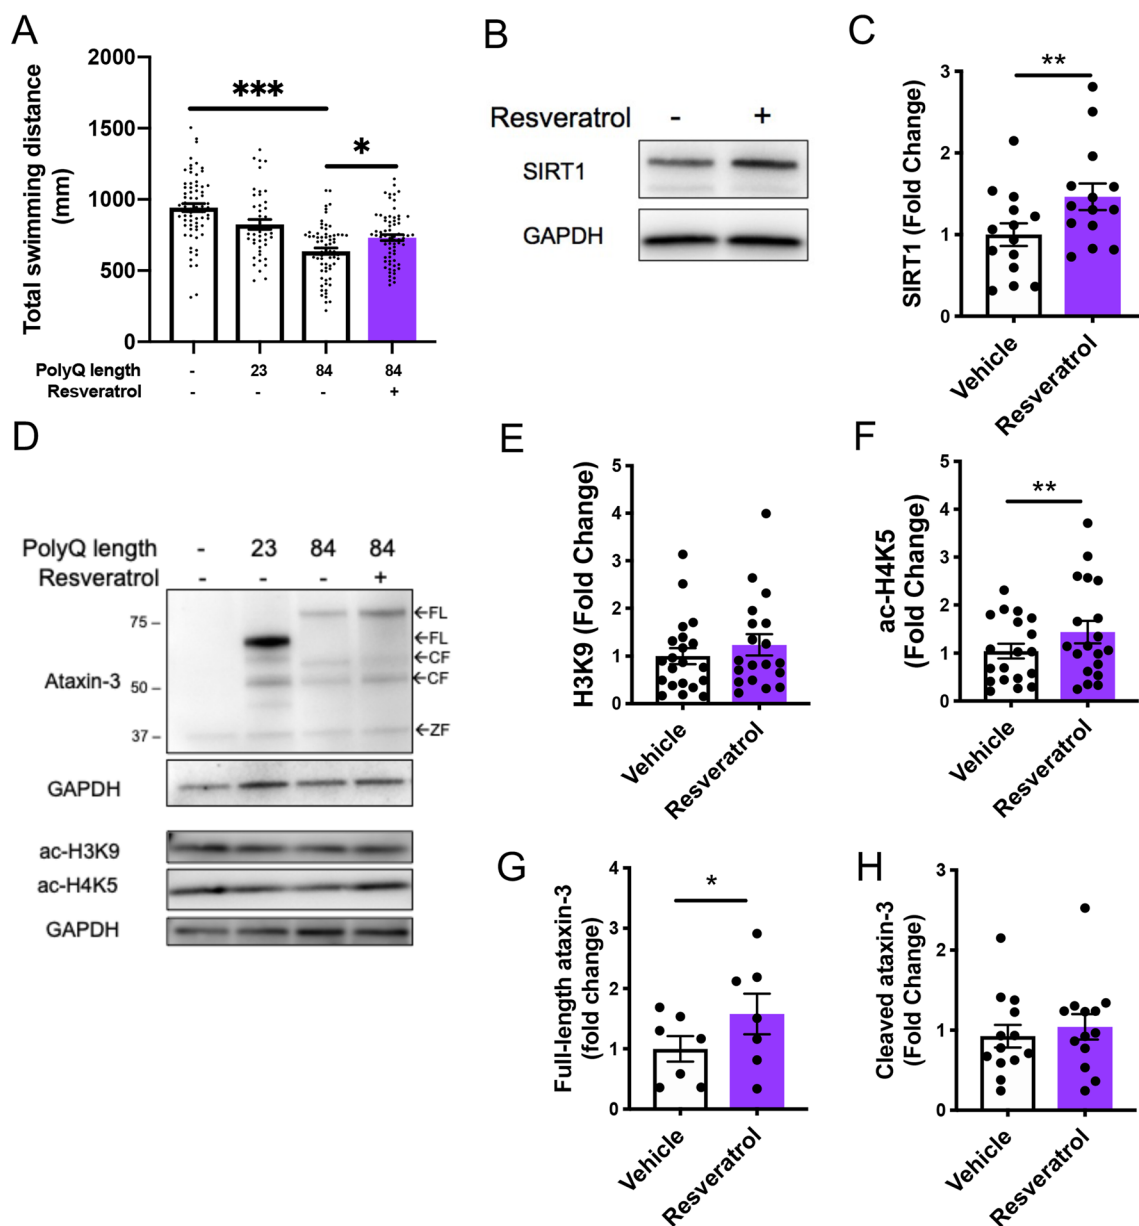 A
Total swimming distance
(mm)
2000
1500
1000
500
0
***
*
PolyQ length - 23 84 84
Resveratrol - - - +
B
Resveratrol - +
SIRT1
GAPDH
C
SIRT1 (Fold Change)
3
2
1
0
**
Vehicle
Resveratrol
D
PolyQ length - 23 84 84
Resveratrol - - - +
75 –
←FL
←FL
←CF
Ataxin-3
50 –
←CF
37 –
←ZF
GAPDH
ac-H3K9
ac-H4K5
GAPDH
E
H3K9 (Fold Change)
5
4
3
2
1
0
Vehicle
Resveratrol
F
ac-H4K5
(Fold Change)
5
4
3
2
1
0
**
Vehicle
Resveratrol
G
Full-length ataxin-3
(fold change)
4
3
2
1
0
*
Vehicle
Resveratrol
H
Cleaved ataxin-3
(Fold Change)
3
2
1
0
Vehicle
Resveratrol